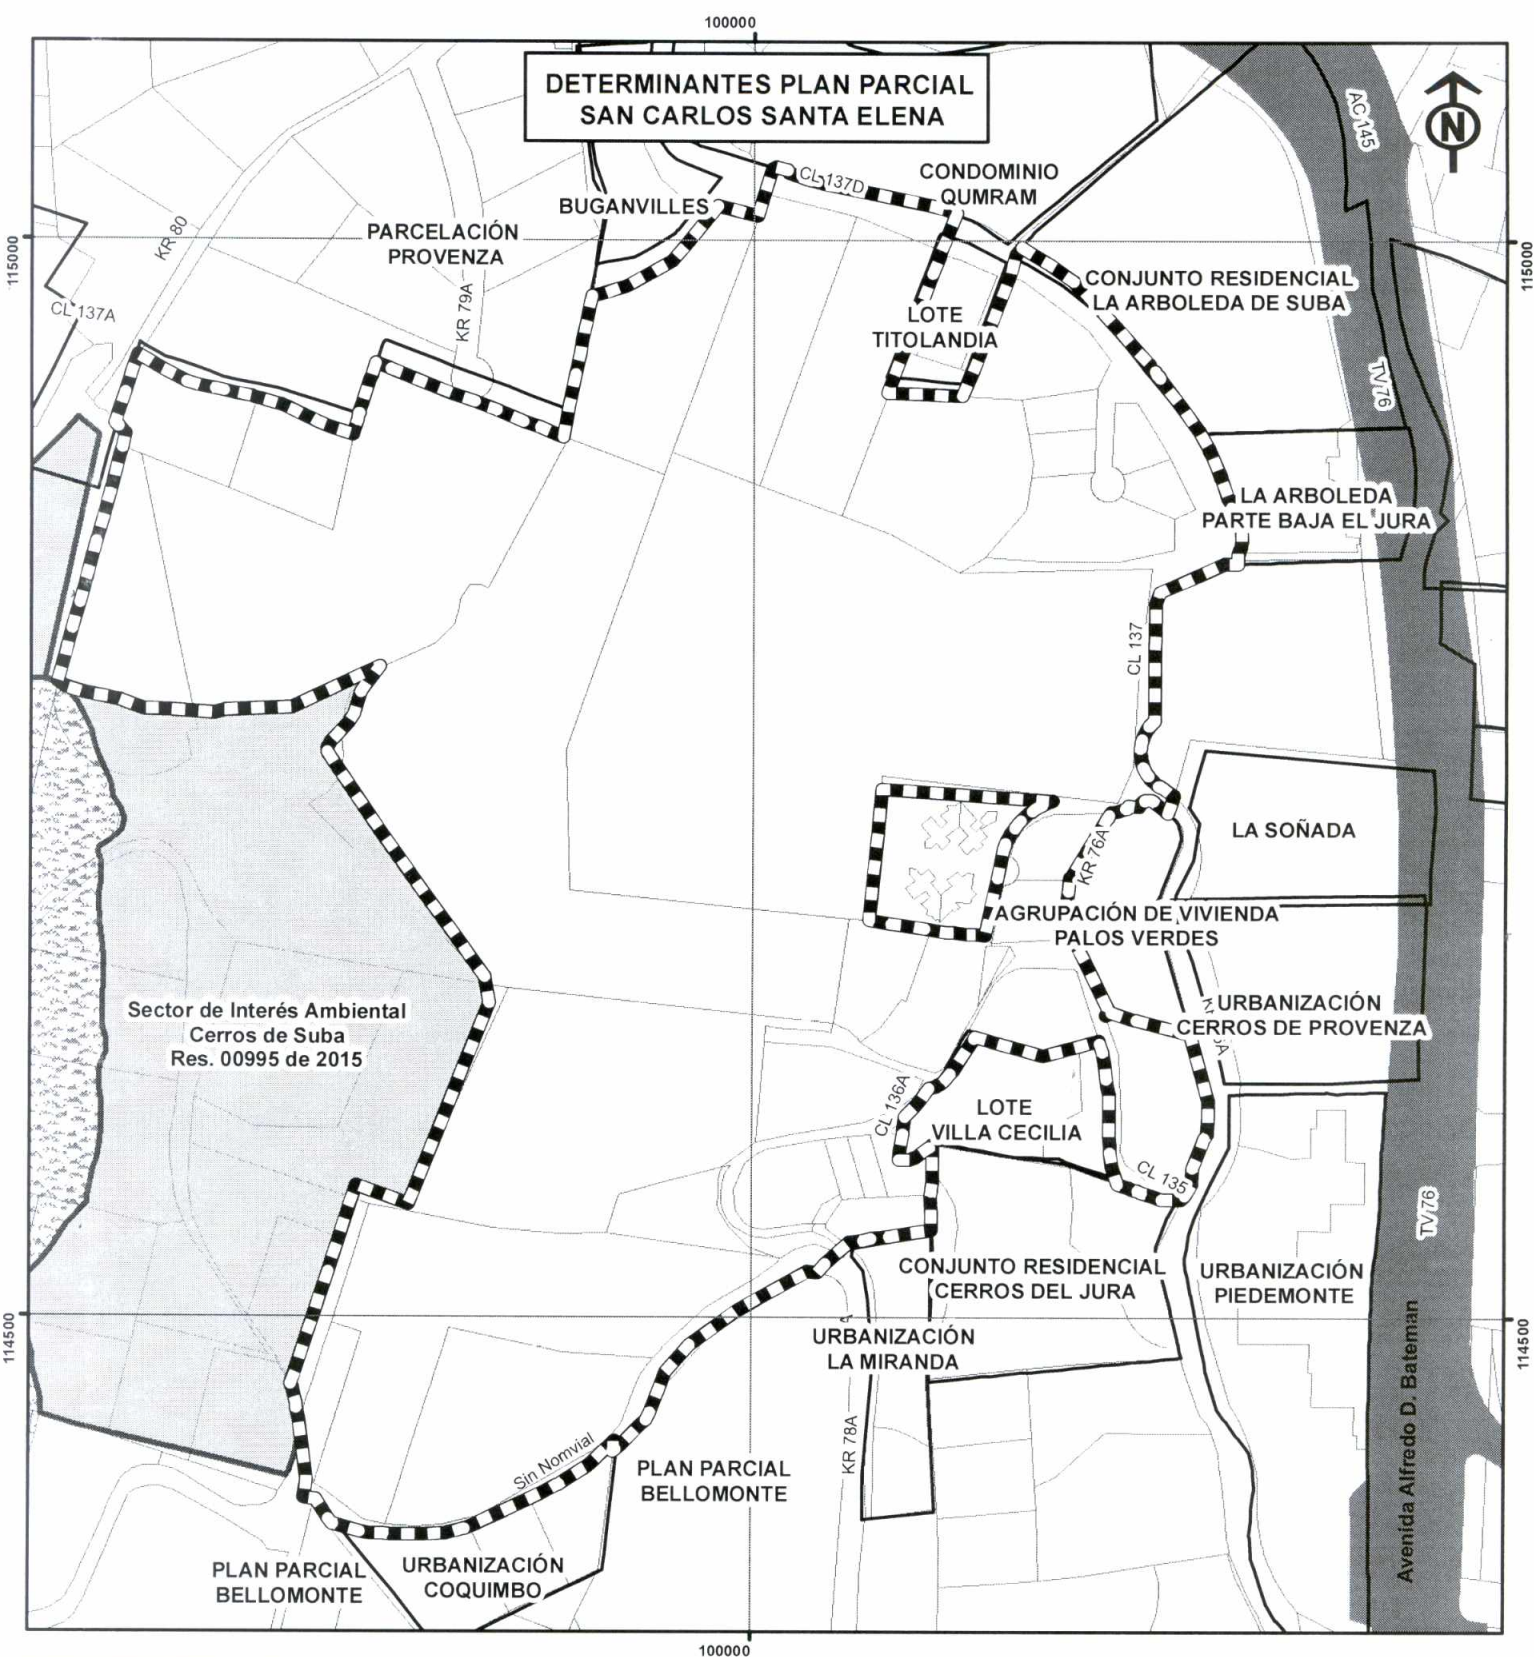 100000
DETERMINANTES PLAN PARCIAL
SAN CARLOS SANTA ELENA
N
AC 145
CL 137D
CONDOMINIO
QUMRAM
BUGANVILLES
PARCELACIÓN
PROVENZA
KR 80
115000
115000
CL 137A
KR 79A
CONJUNTO RESIDENCIAL
LA ARBOLEDA DE SUBA
LOTE
TITOLANDIA
TV 76
LA ARBOLEDA
PARTE BAJA EL JURA
CL 137
LA SOÑADA
KR 76A
AGRUPACIÓN DE VIVIENDA
PALOS VERDES
Sector de Interés Ambiental
Cerros de Suba
Res. 00995 de 2015
URBANIZACIÓN
CERROS DE PROVENZA
CL 136A
LOTE
VILLA CECILIA
CL 135
TV 76
CONJUNTO RESIDENCIAL
CERROS DEL JURA
URBANIZACIÓN
PIEDEMONTE
114500
114500
URBANIZACIÓN
LA MIRANDA
Avenida Alfredo D. Bateman
KR 78A
Sin Nomvial
PLAN PARCIAL
BELLOMONTE
PLAN PARCIAL
BELLOMONTE
URBANIZACIÓN
COQUIMBO
100000